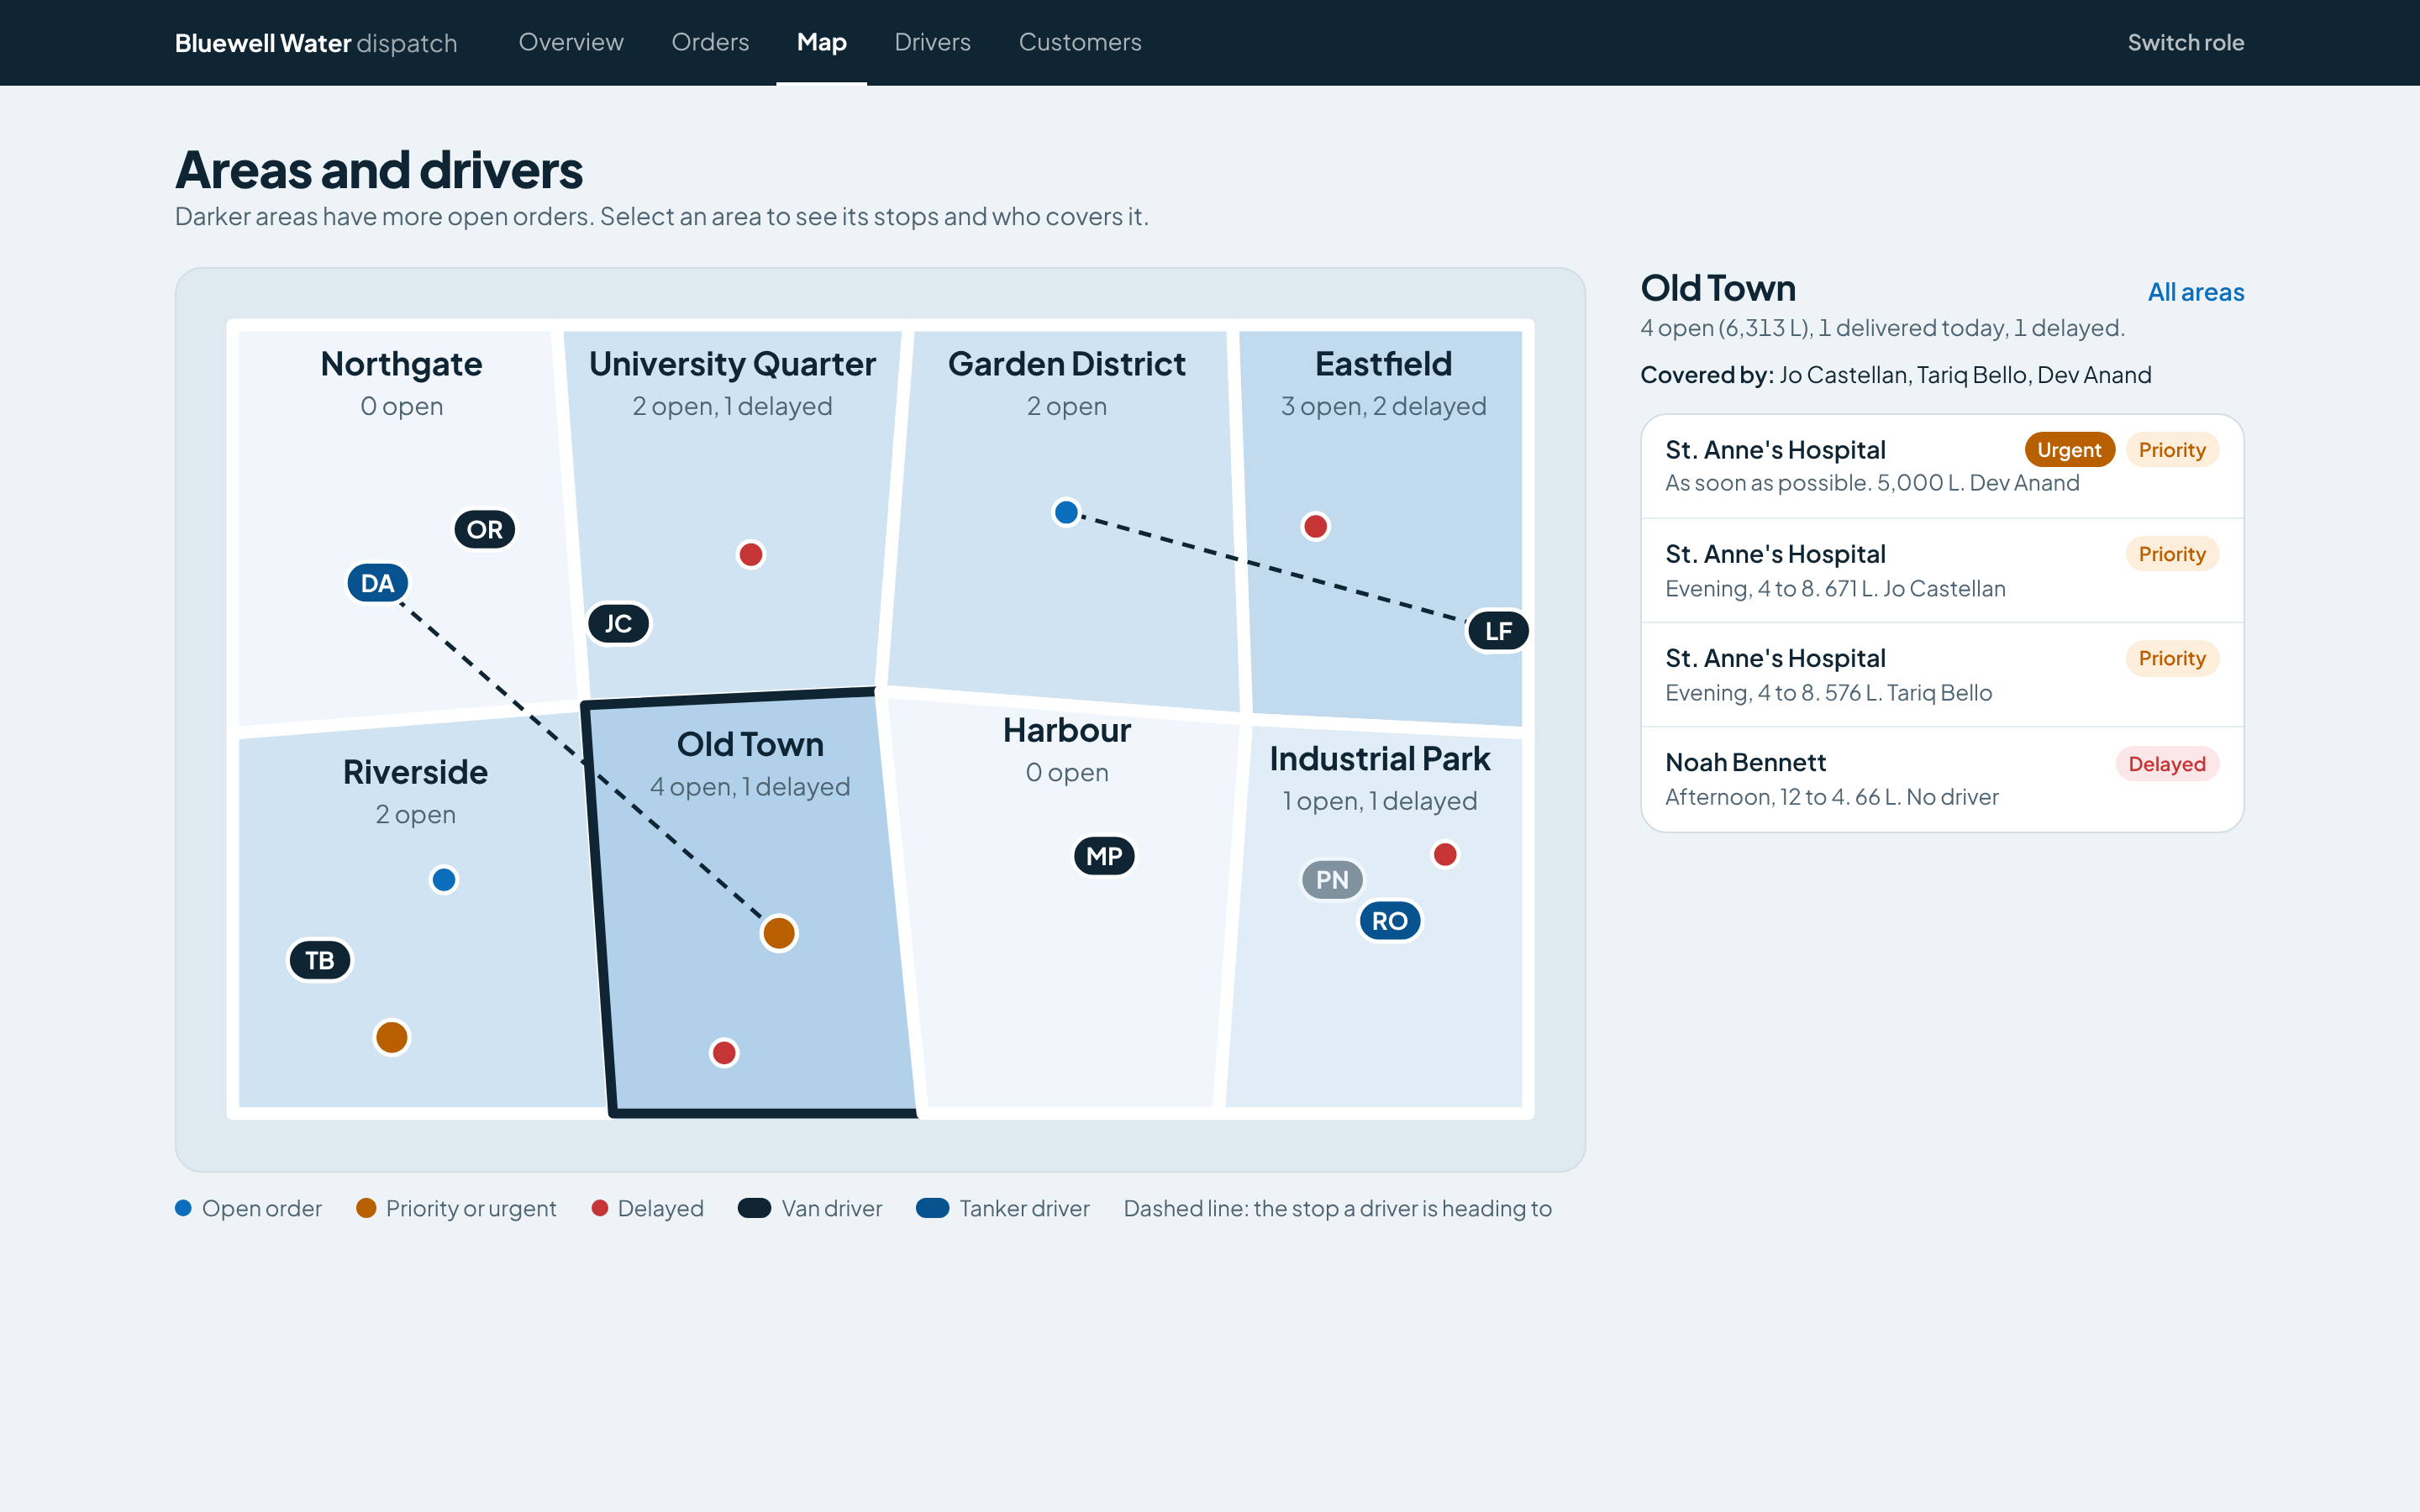 Bluewell Water dispatch
Overview
Orders
Map
Drivers
Customers
Switch role
Areas and drivers
Darker areas have more open orders. Select an area to see its stops and who covers it.
Northgate
0 open
University Quarter
2 open, 1 delayed
Garden District
2 open
Eastfield
3 open, 2 delayed
OR
DA
JC
LF
Riverside
2 open
Old Town
4 open, 1 delayed
Harbour
0 open
Industrial Park
1 open, 1 delayed
MP
PN
RO
TB
Open order
Priority or urgent
Delayed
Van driver
Tanker driver
Dashed line: the stop a driver is heading to
Old Town
All areas
4 open (6,313 L), 1 delivered today, 1 delayed.
Covered by: Jo Castellan, Tariq Bello, Dev Anand
St. Anne's Hospital
Urgent
Priority
As soon as possible. 5,000 L. Dev Anand
St. Anne's Hospital
Priority
Evening, 4 to 8. 671 L. Jo Castellan
St. Anne's Hospital
Priority
Evening, 4 to 8. 576 L. Tariq Bello
Noah Bennett
Delayed
Afternoon, 12 to 4. 66 L. No driver